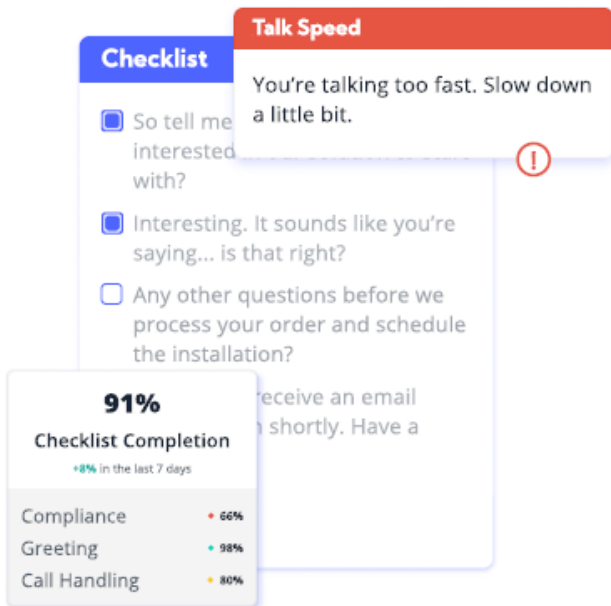 Talk Speed
You're talking too fast. Slow down
a little bit.
Checklist
So tell me
interested
with?
Interesting. It sounds like you're
saying... is that right?
Any other questions before we
process your order and schedule
the installation?
receive an email
shortly. Have a
91%
Checklist Completion
+8% in the last 7 days
Compliance 66%
Greeting 98%
Call Handling 80%
!